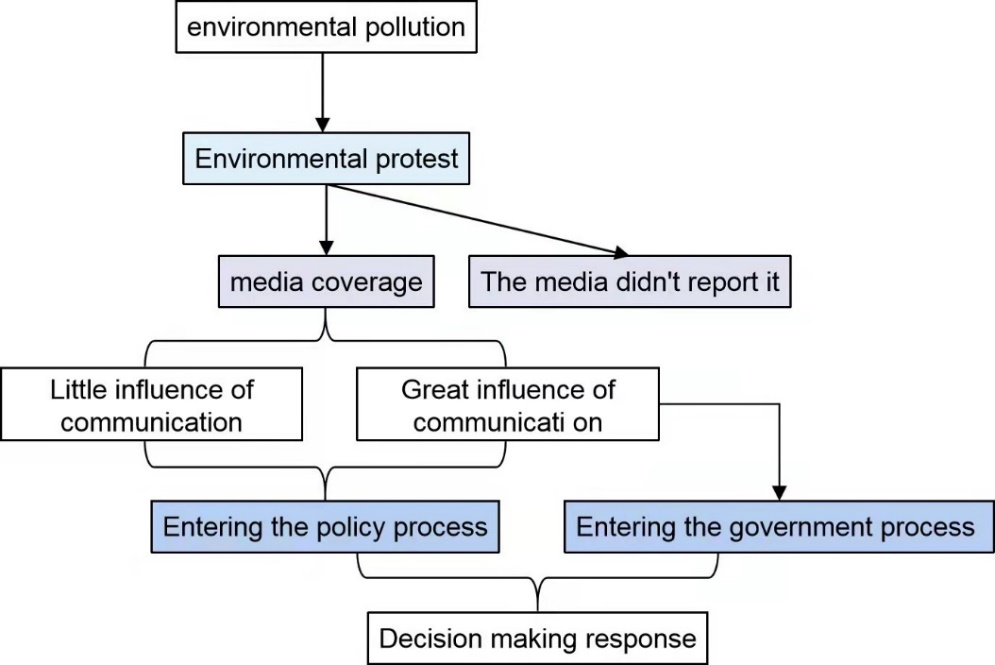 environmental pollution
Environmental protest
media coverage
The media didn't report it
Little influence of
communication
Great influence of
communicati on
Entering the policy process
Entering the government process
Decision making response